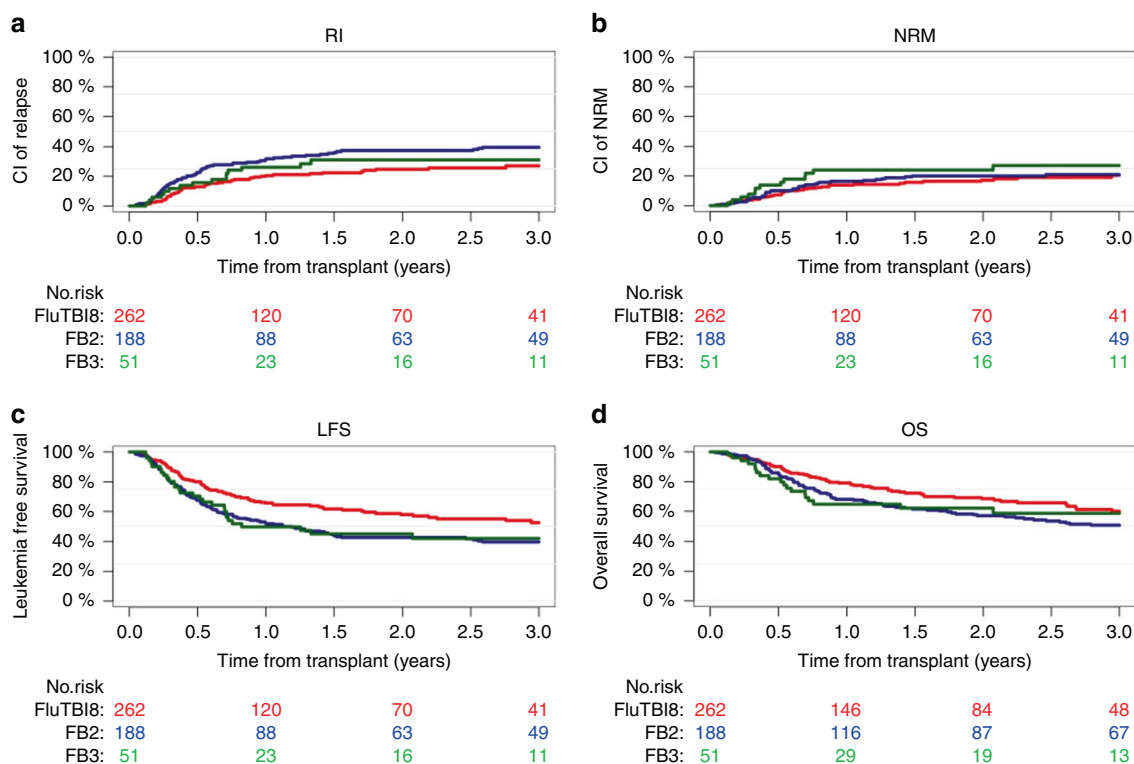 a
RI
CI of relapse
100 %
80 %
60 %
40 %
20 %
0 %
0.0 0.5 1.0 1.5 2.0 2.5 3.0
Time from transplant (years)
No.risk
FluTBI8: 262 120 70 41
FB2: 188 88 63 49
FB3: 51 23 16 11
b
NRM
CI of NRM
100 %
80 %
60 %
40 %
20 %
0 %
0.0 0.5 1.0 1.5 2.0 2.5 3.0
Time from transplant (years)
No.risk
FluTBI8: 262 120 70 41
FB2: 188 88 63 49
FB3: 51 23 16 11
c
LFS
Leukemia free survival
100 %
80 %
60 %
40 %
20 %
0 %
0.0 0.5 1.0 1.5 2.0 2.5 3.0
Time from transplant (years)
No.risk
FluTBI8: 262 120 70 41
FB2: 188 88 63 49
FB3: 51 23 16 11
d
OS
Overall survival
100 %
80 %
60 %
40 %
20 %
0 %
0.0 0.5 1.0 1.5 2.0 2.5 3.0
Time from transplant (years)
No.risk
FluTBI8: 262 146 84 48
FB2: 188 116 87 67
FB3: 51 29 19 13